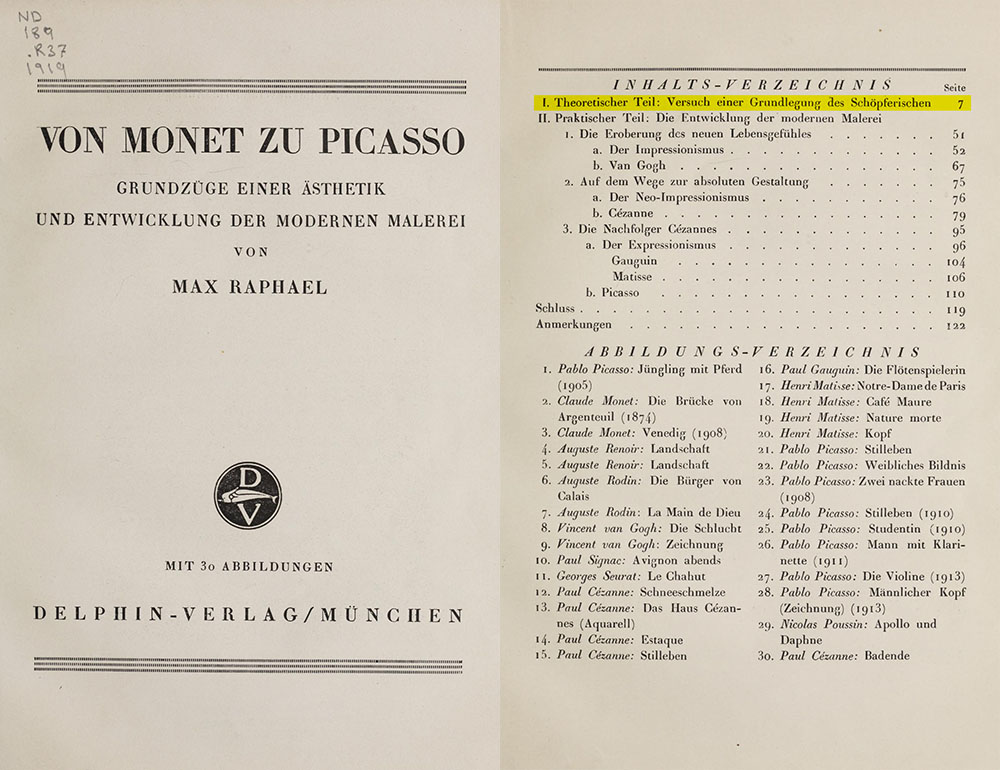 ND
189
.R37
1919
VON MONET ZU PICASSO
GRUNDZÜGE EINER ÄSTHETIK
UND ENTWICKLUNG DER MODERNEN MALEREI
VON
MAX RAPHAEL
D
V
MIT 30 ABBILDUNGEN
DELPHIN-VERLAG/MÜNCHEN
INHALTS-VERZEICHNIS Seite
I. Theoretischer Teil: Versuch einer Grundlegung des Schöpferischen 7
II. Praktischer Teil: Die Entwicklung der modernen Malerei
1. Die Eroberung des neuen Lebensgefühles . . . . . . . 51
a. Der Impressionismus . . . . . . . . . . . . . 52
b. Van Gogh . . . . . . . . . . . . . . . 67
2. Auf dem Wege zur absoluten Gestaltung . . . . . . . 75
a. Der Neo-Impressionismus . . . . . . . . . . . 76
b. Cézanne . . . . . . . . . . . . . . . . 79
3. Die Nachfolger Cézannes . . . . . . . . . . . . 95
a. Der Expressionismus . . . . . . . . . . . . . 96
Gauguin . . . . . . . . . . . . . . . 104
Matisse . . . . . . . . . . . . . . . . 106
b. Picasso . . . . . . . . . . . . . . . . 110
Schluss . . . . . . . . . . . . . . . . . . . . 119
Anmerkungen . . . . . . . . . . . . . . . . . 122
ABBILDUNGS-VERZEICHNIS
1. Pablo Picasso: Jüngling mit Pferd
(1905)
2. Claude Monet: Die Brücke von
Argenteuil (1874)
3. Claude Monet: Venedig (1908)
4. Auguste Renoir: Landschaft
5. Auguste Renoir: Landschaft
6. Auguste Rodin: Die Bürger von
Calais
7. Auguste Rodin: La Main de Dieu
8. Vincent van Gogh: Die Schlucht
9. Vincent van Gogh: Zeichnung
10. Paul Signac: Avignon abends
11. Georges Seurat: Le Chahut
12. Paul Cézanne: Schneeschmelze
13. Paul Cézanne: Das Haus Cézan-
nes (Aquarell)
14. Paul Cézanne: Estaque
15. Paul Cézanne: Stilleben
16. Paul Gauguin: Die Flötenspielerin
17. Henri Matisse: Notre-Dame de Paris
18. Henri Matisse: Café Maure
19. Henri Matisse: Nature morte
20. Henri Matisse: Kopf
21. Pablo Picasso: Stilleben
22. Pablo Picasso: Weibliches Bildnis
23. Pablo Picasso: Zwei nackte Frauen
(1908)
24. Pablo Picasso: Stilleben (1910)
25. Pablo Picasso: Studentin (1910)
26. Pablo Picasso: Mann mit Klari-
nette (1911)
27. Pablo Picasso: Die Violine (1913)
28. Pablo Picasso: Männlicher Kopf
(Zeichnung) (1913)
29. Nicolas Poussin: Apollo und
Daphne
30. Paul Cézanne: Badende